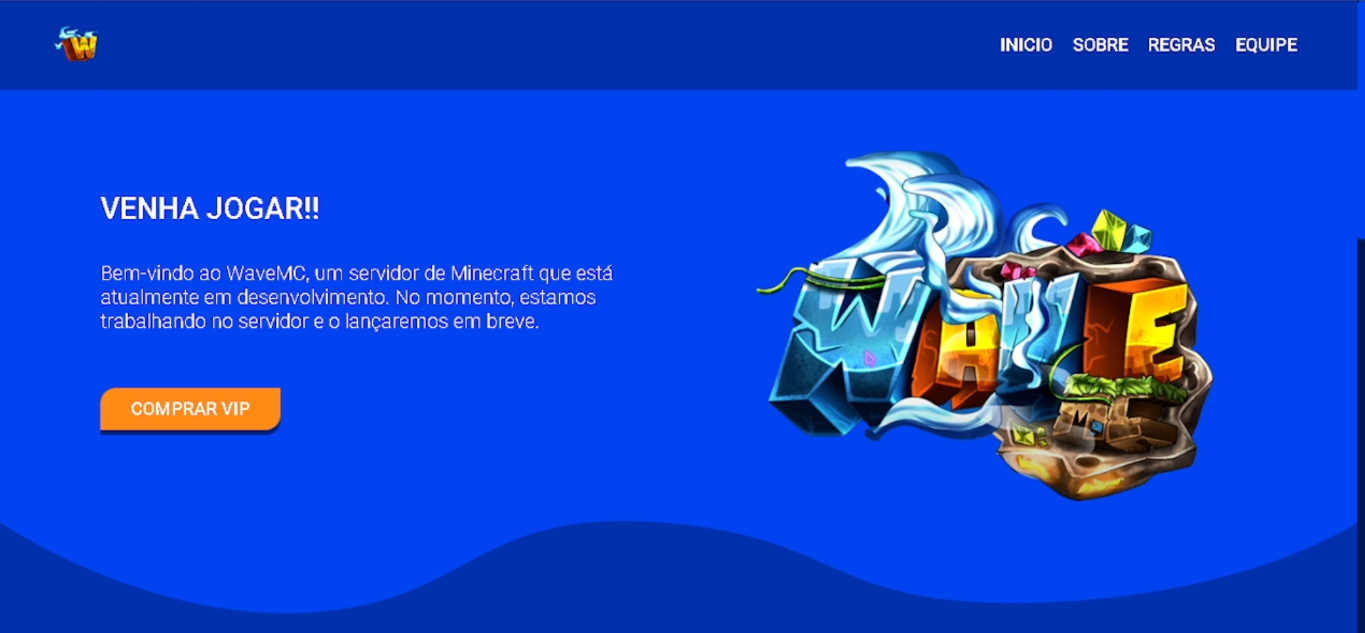 W
INICIO SOBRE REGRAS EQUIPE
VENHA JOGAR!!
Bem-vindo ao WaveMC, um servidor de Minecraft que está
atualmente em desenvolvimento. No momento, estamos
trabalhando no servidor e o lançaremos em breve.
COMPRAR VIP
WAVE
MC